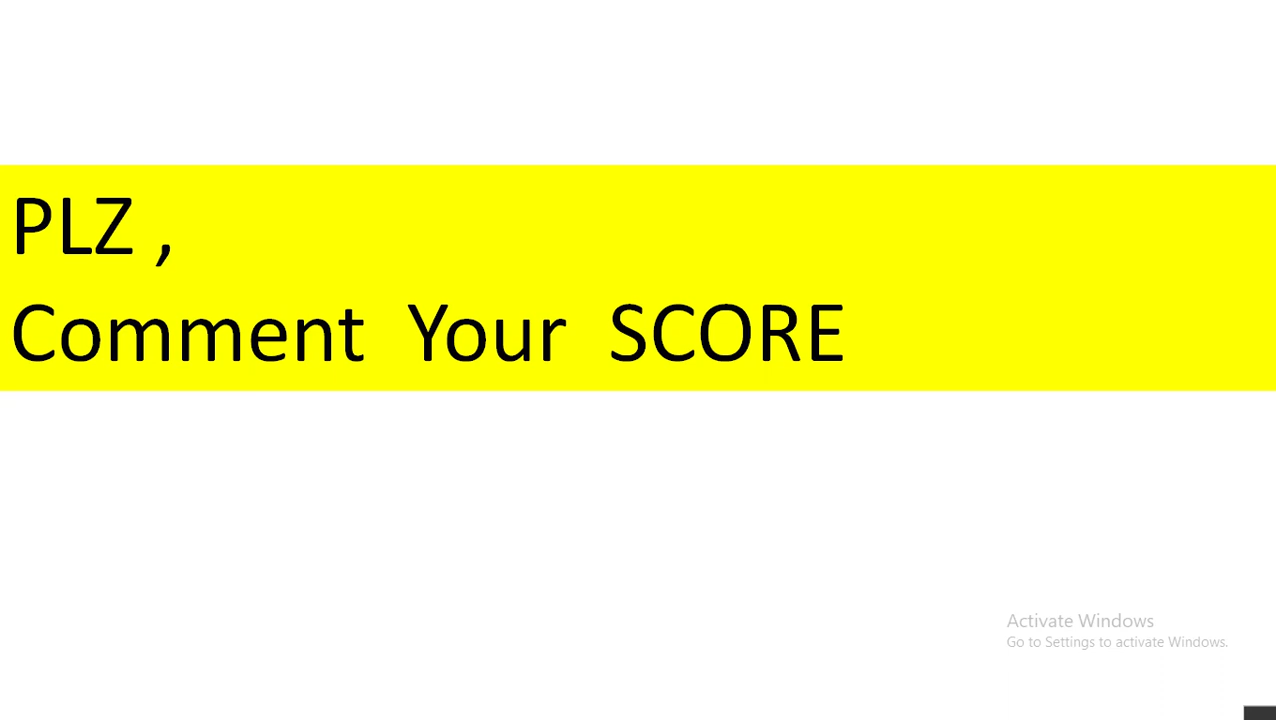 PLZ ,
Comment Your SCORE
Activate Windows
Go to Settings to activate Windows.